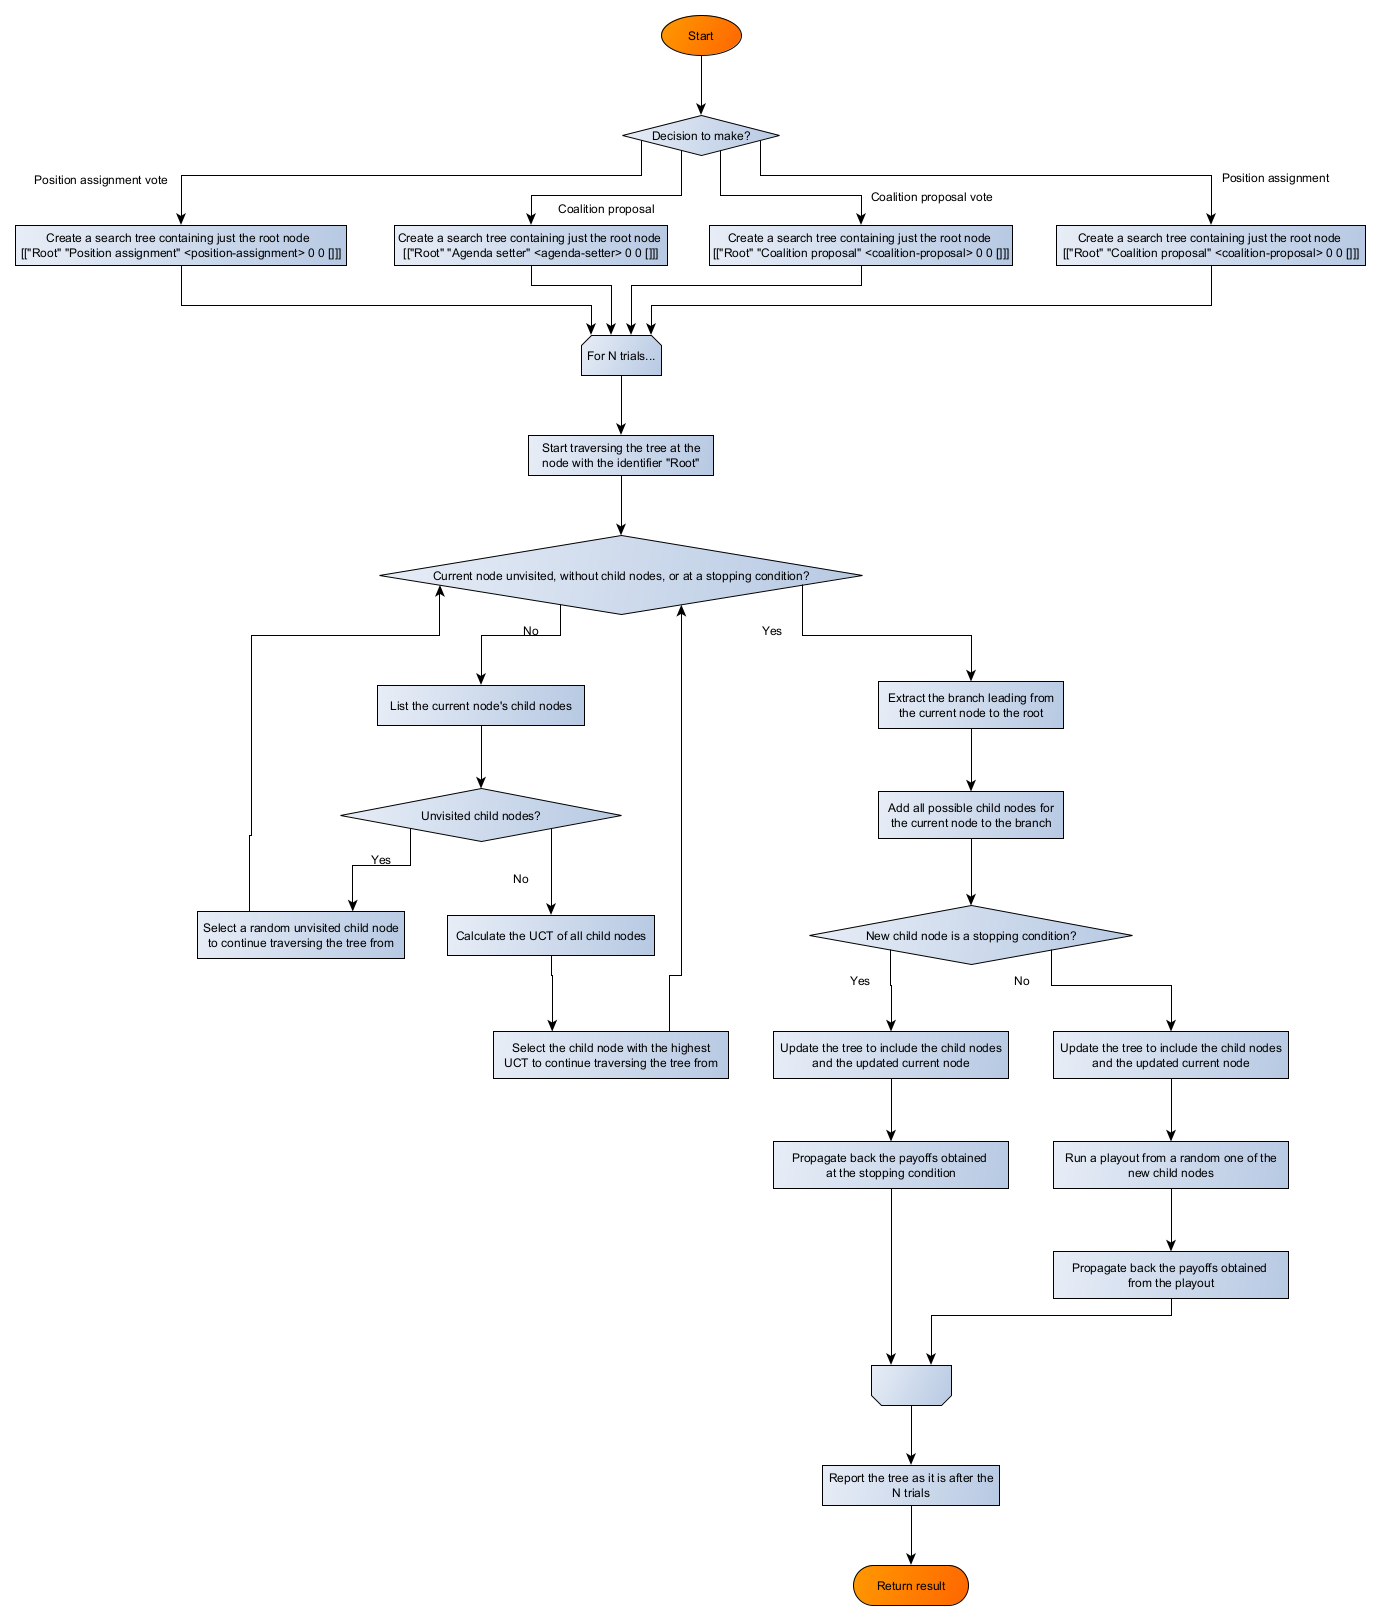 Start
Decision to make?
Position assignment vote
Coalition proposal
Coalition proposal vote
Position assignment
Create a search tree containing just the root node
[["Root" "Position assignment" <position-assignment> 0 0 []]]
Create a search tree containing just the root node
[["Root" "Agenda setter" <agenda-setter> 0 0 []]]
Create a search tree containing just the root node
[["Root" "Coalition proposal" <coalition-proposal> 0 0 []]]
Create a search tree containing just the root node
[["Root" "Coalition proposal" <coalition-proposal> 0 0 []]]
For N trials...
Start traversing the tree at the
node with the identifier "Root"
Current node unvisited, without child nodes, or at a stopping condition?
No
Yes
List the current node's child nodes
Extract the branch leading from
the current node to the root
Unvisited child nodes?
Add all possible child nodes for
the current node to the branch
Yes
No
Select a random unvisited child node
to continue traversing the tree from
Calculate the UCT of all child nodes
New child node is a stopping condition?
Yes
No
Select the child node with the highest
UCT to continue traversing the tree from
Update the tree to include the child nodes
and the updated current node
Update the tree to include the child nodes
and the updated current node
Propagate back the payoffs obtained
at the stopping condition
Run a playout from a random one of the
new child nodes
Propagate back the payoffs obtained
from the playout
Report the tree as it is after the
N trials
Return result